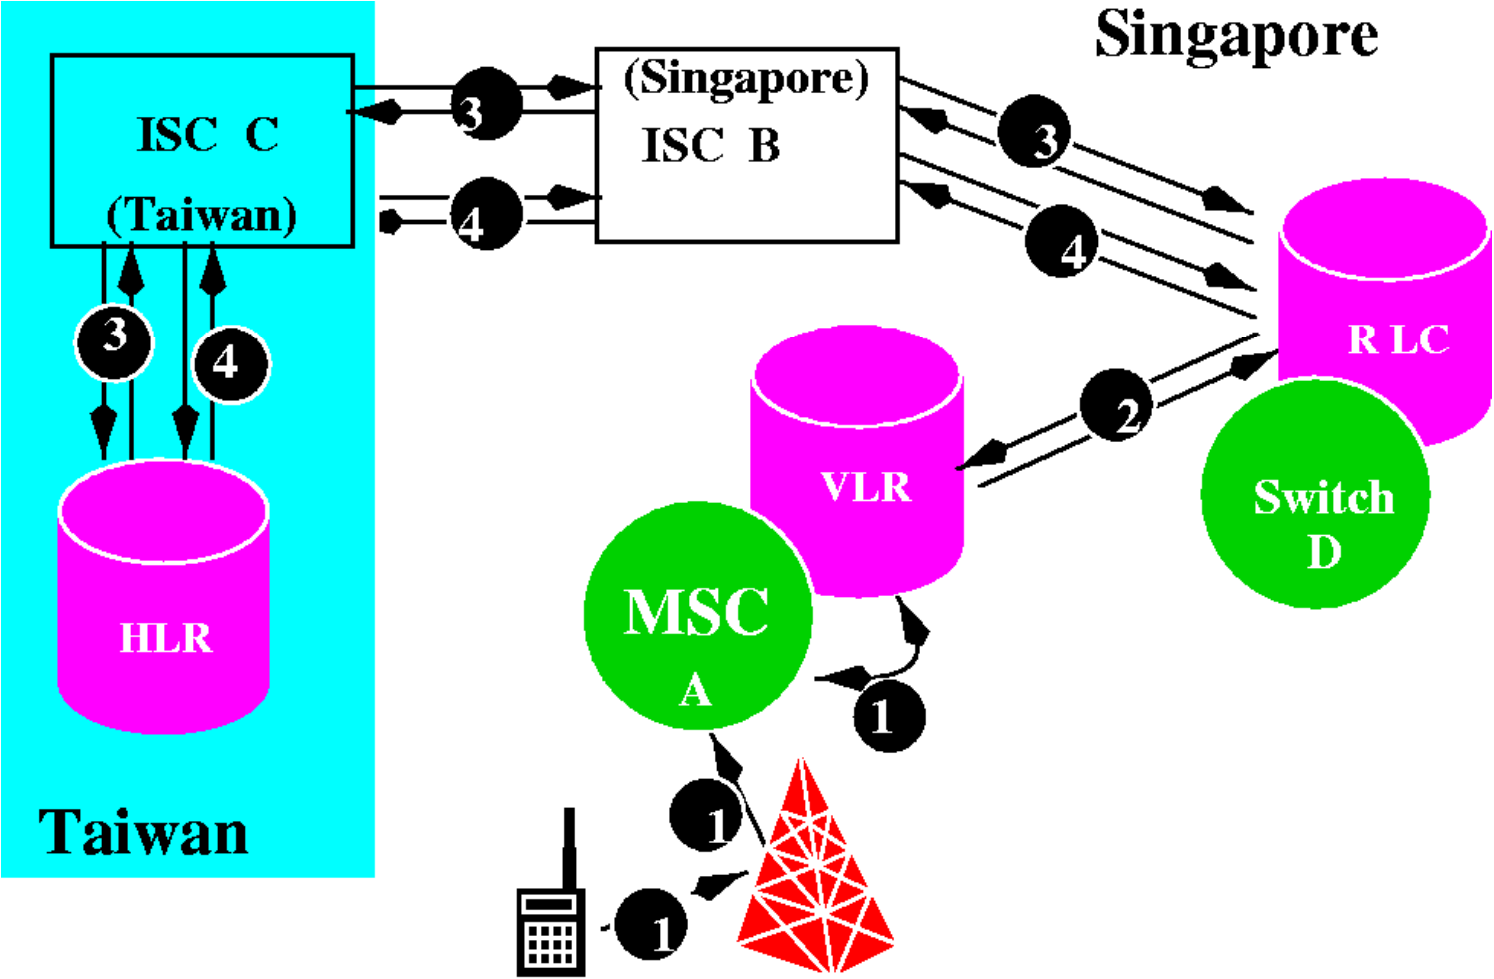 Singapore
ISC C
(Taiwan)
3
4
(Singapore)
ISC B
3
4
3
4
R LC
Switch
D
2
VLR
MSC
A
HLR
1
1
1
Taiwan